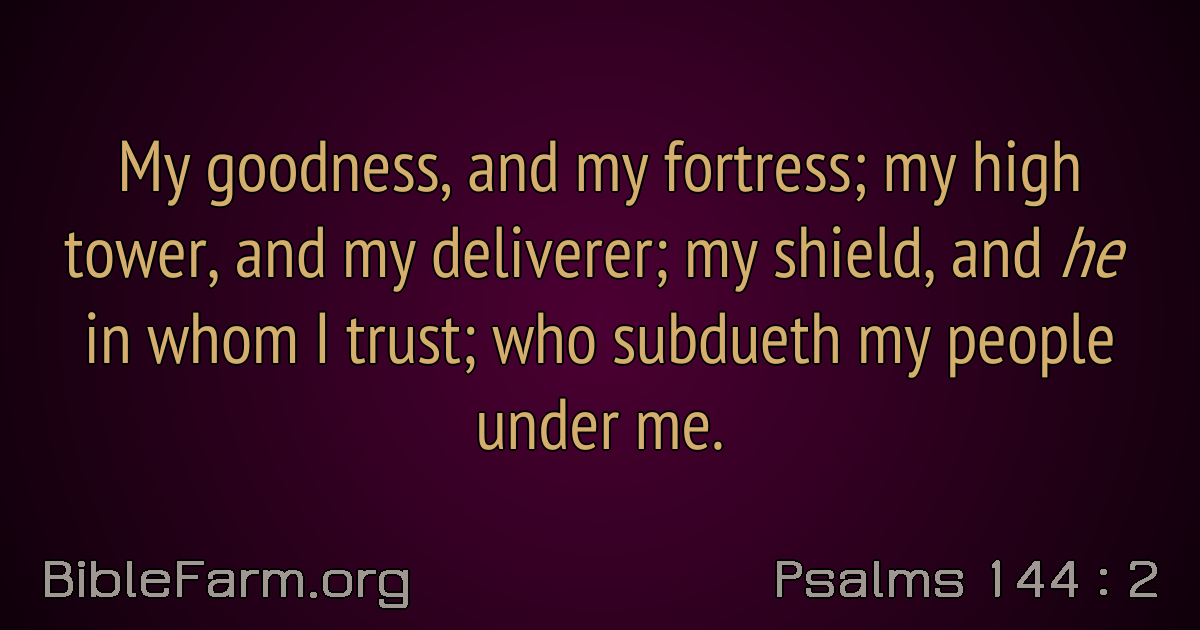 My goodness, and my fortress; my high
tower, and my deliverer; my shield, and he
in whom I trust; who subdueth my people
under me.
BibleFarm.org
Psalms 144 : 2